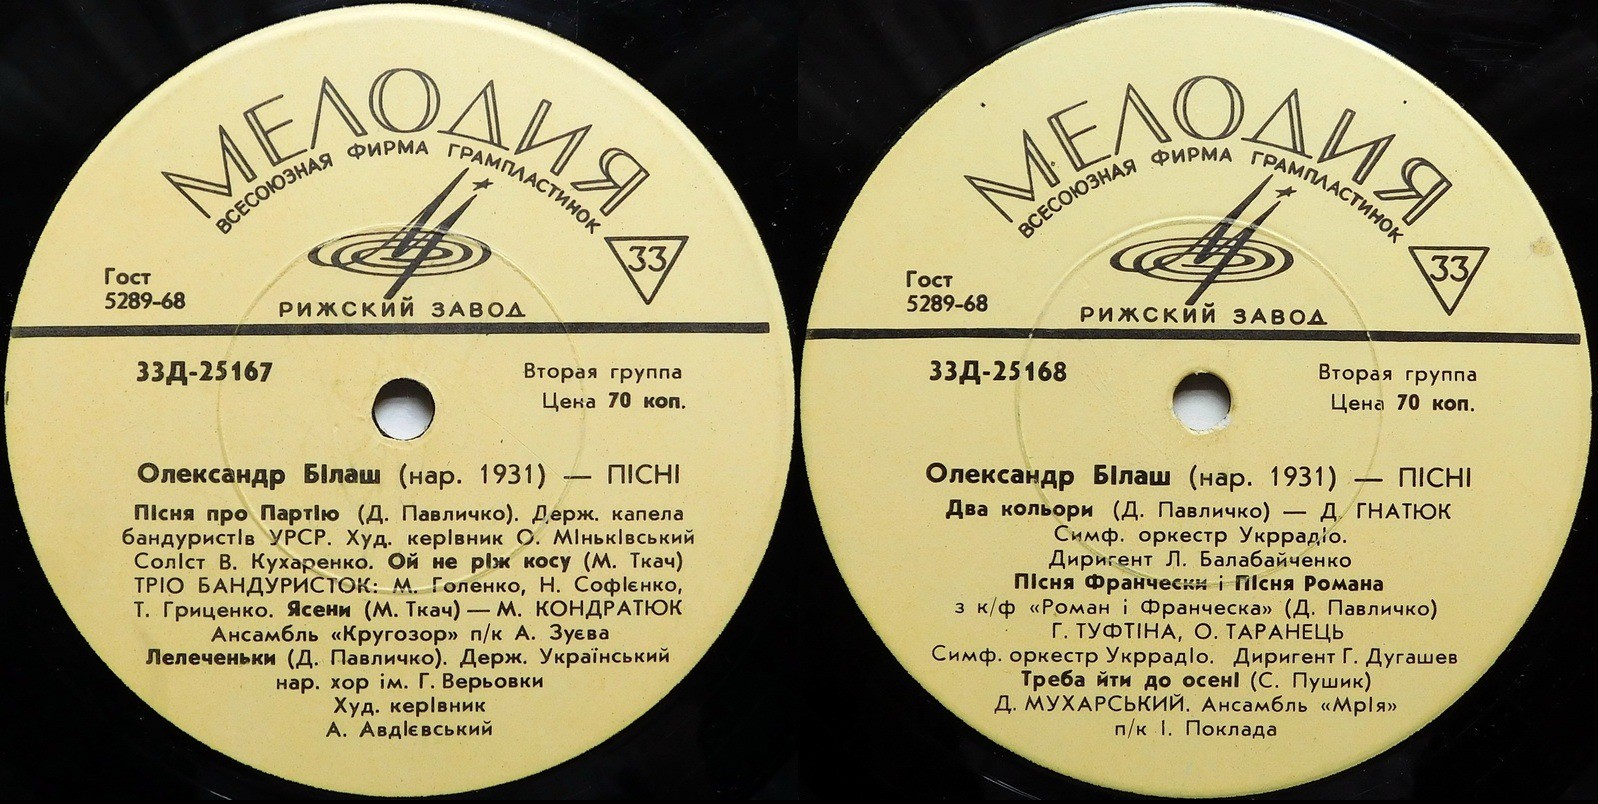 МЕЛОДИЯ
ВСЕСОЮЗНАЯ ФИРМА ГРАМПЛАСТИНОК
33
Гост
5289-68
РИЖСКИЙ ЗАВОД
33Д-25167
Вторая группа
Цена 70 коп.
Олександр Білаш (нар. 1931) — ПІСНІ
Пісня про Партію (Д. Павличко). Держ. капела
бандуристів УРСР. Худ. керівник О. Міньківський
Соліст В. Кухаренко. Ой не ріж косу (М. Ткач)
ТРІО БАНДУРИСТОК: М. Голенко, Н. Софієнко,
Т. Гриценко. Ясени (М. Ткач) — М. КОНДРАТЮК
Ансамбль «Кругозор» п/к А. Зуєва
Лелеченьки (Д. Павличко). Держ. Український
нар. хор ім. Г. Верьовки
Худ. керівник
А. Авдієвський
МЕЛОДИЯ
ВСЕСОЮЗНАЯ ФИРМА ГРАМПЛАСТИНОК
33
Гост
5289-68
РИЖСКИЙ ЗАВОД
33Д-25168
Вторая группа
Цена 70 коп.
Олександр Білаш (нар. 1931) — ПІСНІ
Два кольори (Д. Павличко) — Д. ГНАТЮК
Симф. оркестр Укррадіо.
Диригент Л. Балабайченко
Пісня Франчески і Пісня Романа
з к/ф «Роман і Франческа» (Д. Павличко)
Г. ТУФТІНА, О. ТАРАНЕЦЬ
Симф. оркестр Укррадіо. Диригент Г. Дугашев
Треба йти до осені (С. Пушик)
Д. МУХАРСЬКИЙ. Ансамбль «Мрія»
п/к І. Поклада